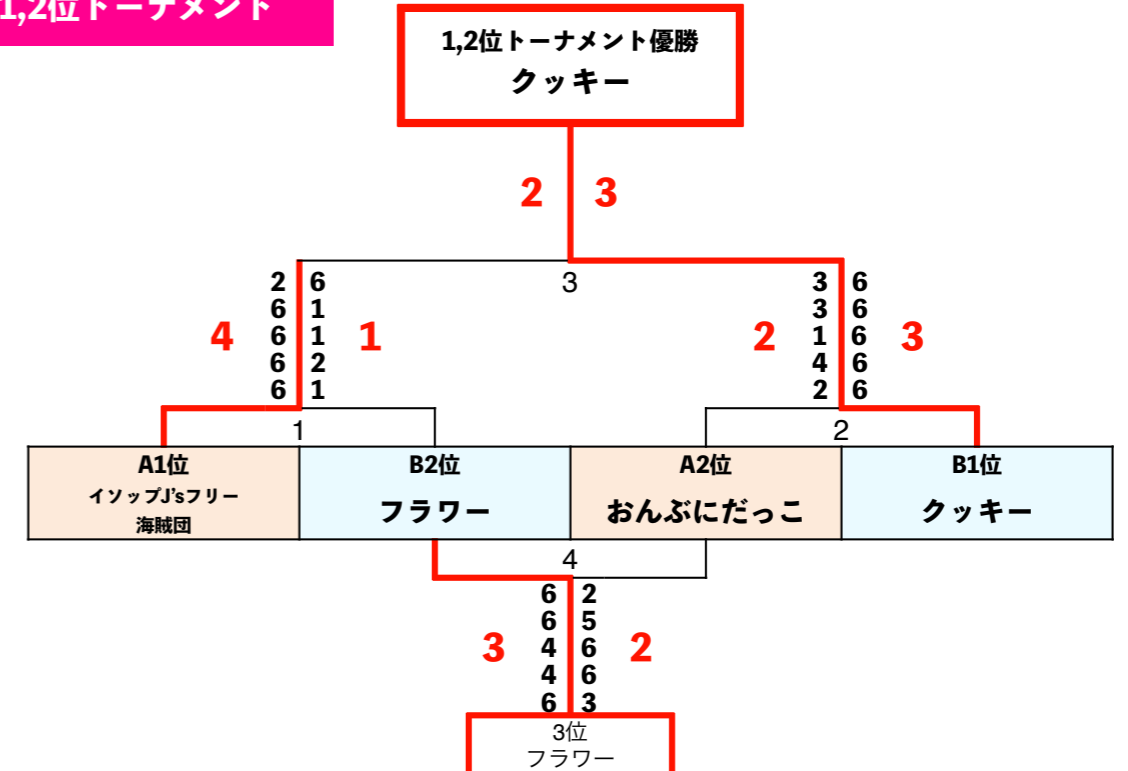 1,2位トーナメント
1,2位トーナメント優勝
クッキー
2 3
3
2 6
6 1
6 1
6 2
6 1
4 1
3 6
3 6
1 6
4 6
2 6
2 3
1
2
A1位
イソップJ'sフリー
海賊団
B2位
フラワー
A2位
おんぶにだっこ
B1位
クッキー
4
6 2
6 5
4 6
4 6
6 3
3 2
3位
フラワー